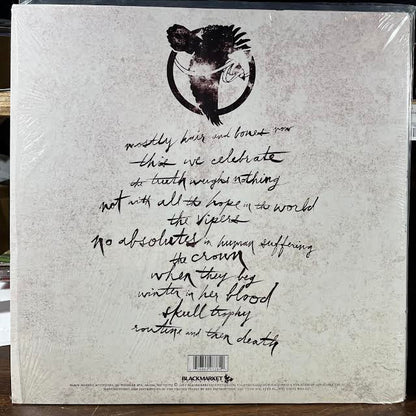 mostly hair and bones now
this we celebrate
the truth weighs nothing
not with all the hope in the world
the vipers
no absolutes in human suffering
the crown
when they beg
winter in her blood
skull trophy
routine and then death
BLACKMARKET